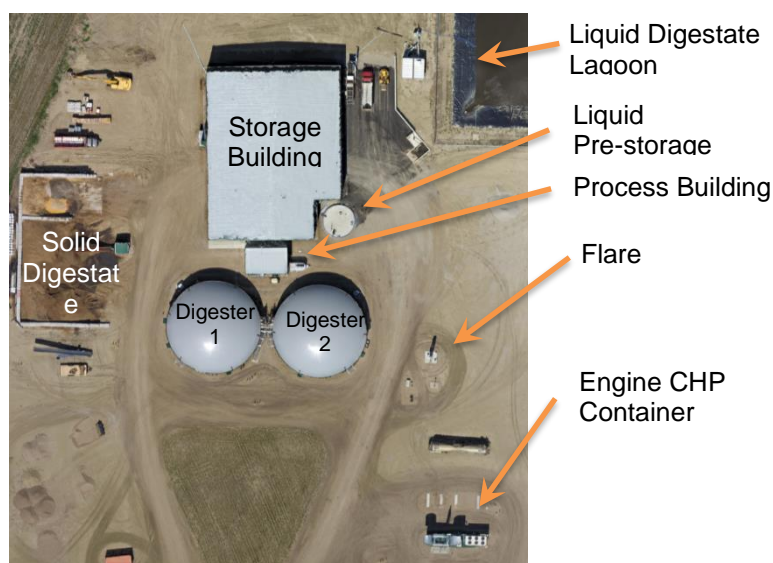 Liquid Digestate
Lagoon
Liquid
Pre-storage
Storage
Building
Process Building
Solid
Digestat
e
Flare
Digester
1
Digester
2
Engine CHP
Container